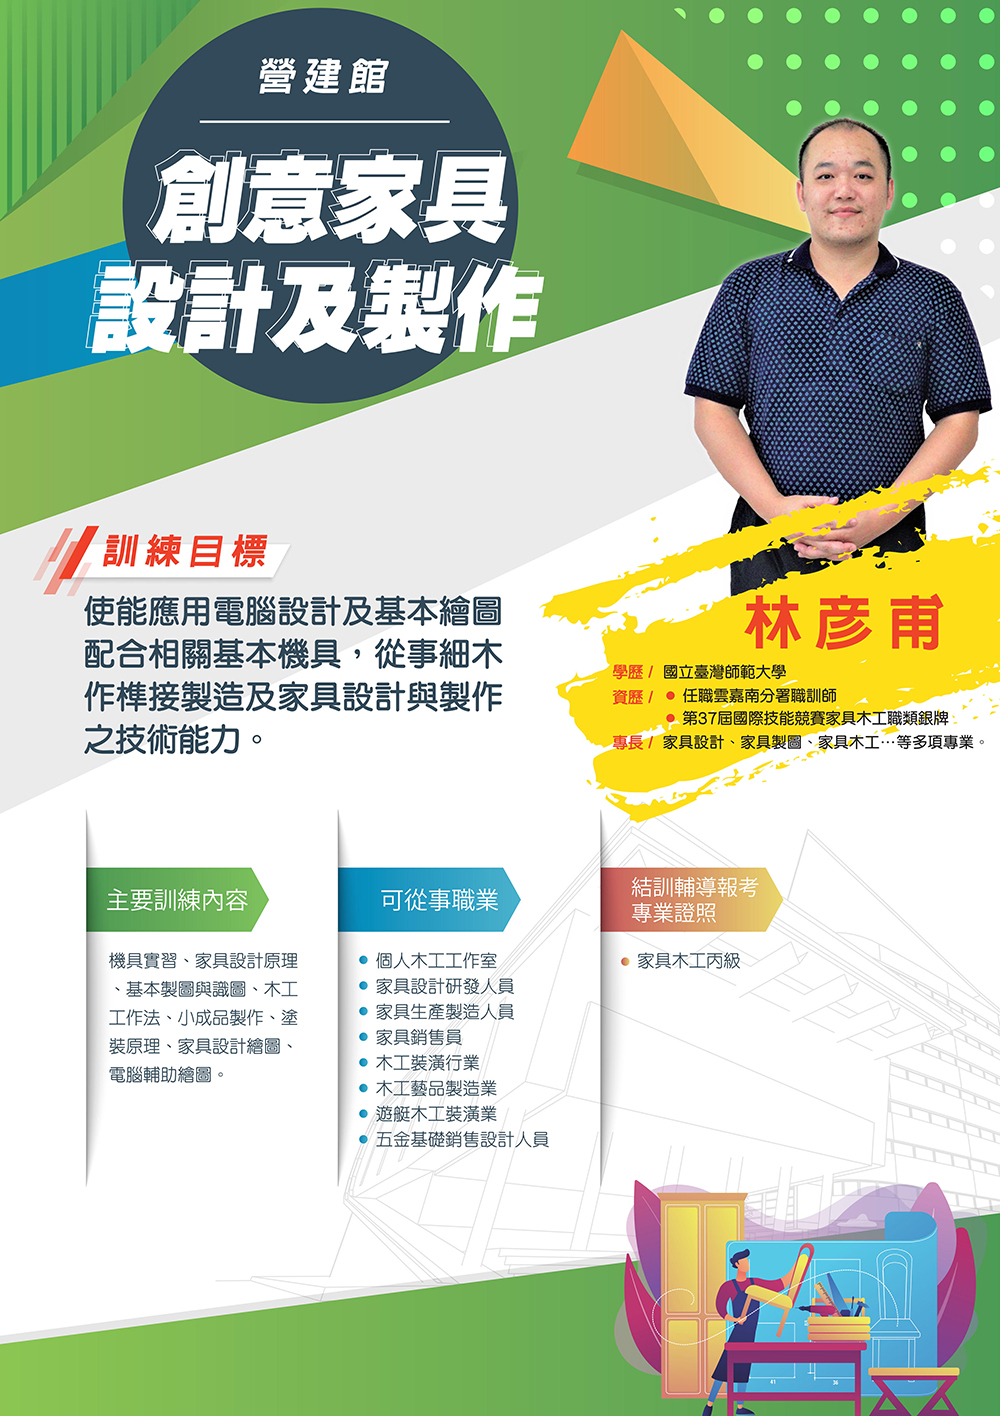 營建館
創意家具
設計及製作
訓練目標
使能應用電腦設計及基本繪圖
配合相關基本機具，從事細木
作榫接製造及家具設計與製作
之技術能力。
林彥甫
學歷/ 國立臺灣師範大學
資歷/ ● 任職雲嘉南分署職訓師
● 第37屆國際技能競賽家具木工職類銀牌
專長/ 家具設計、家具製圖、家具木工…等多項專業。
主要訓練內容
機具實習、家具設計原理
、基本製圖與識圖、木工
工作法、小成品製作、塗
裝原理、家具設計繪圖、
電腦輔助繪圖。
可從事職業
● 個人木工工作室
● 家具設計研發人員
● 家具生產製造人員
● 家具銷售員
● 木工裝潢行業
● 木工藝品製造業
● 遊艇木工裝潢業
● 五金基礎銷售設計人員
結訓輔導報考
專業證照
● 家具木工丙級
41
36